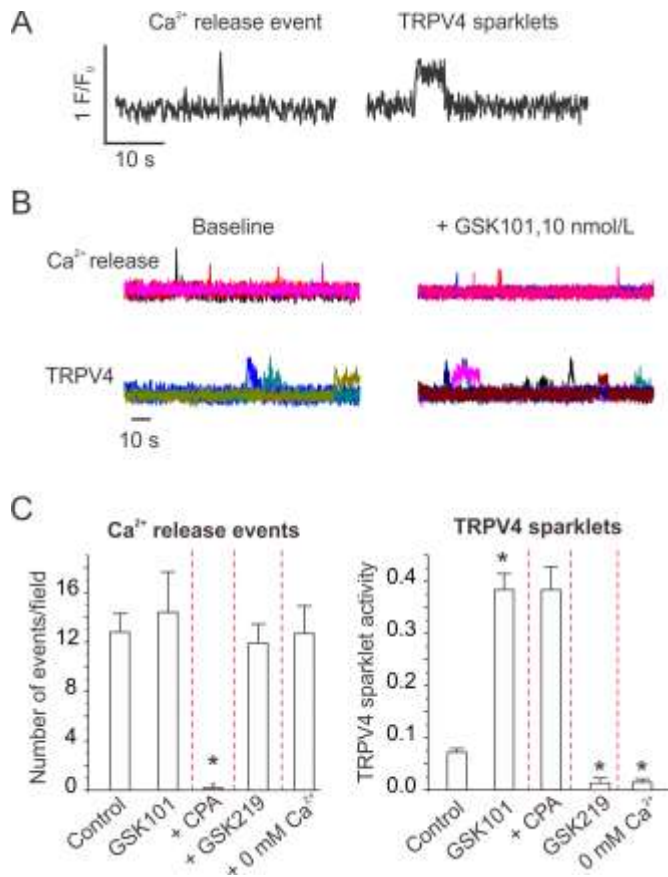 A
Ca²⁺ release event
TRPV4 sparklets
1 F/F₀
10 s
B
Baseline
+ GSK101,10 nmol/L
Ca²⁺ release
TRPV4
10 s
C
Ca²⁺ release events
TRPV4 sparklets
Number of events/field
16
12
8
4
0
*
Control
GSK101
+ CPA
+ GSK219
+ 0 mM Ca²⁺
TRPV4 sparklet activity
0.4
0.3
0.2
0.1
0.0
*
*
*
Control
GSK101
+ CPA
GSK219
0 mM Ca²⁺